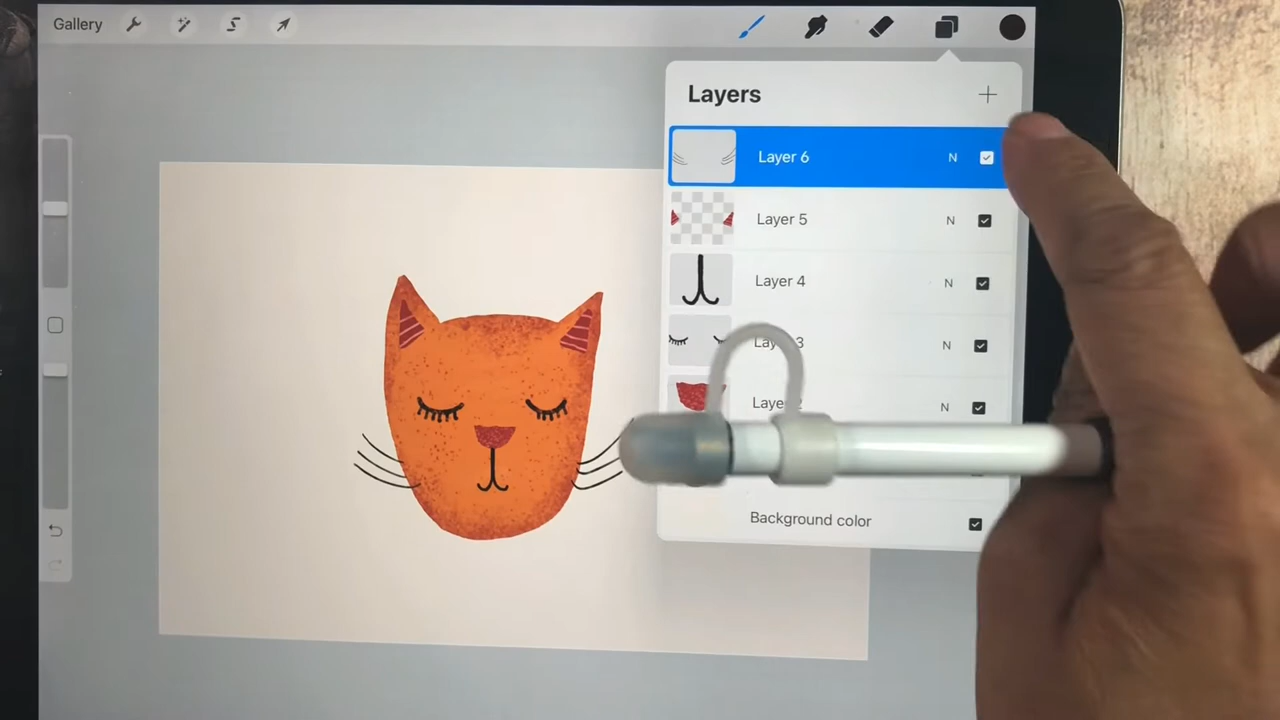 Gallery
Layers
Layer 6 N
Layer 5 N
Layer 4 N
N
N
Background color